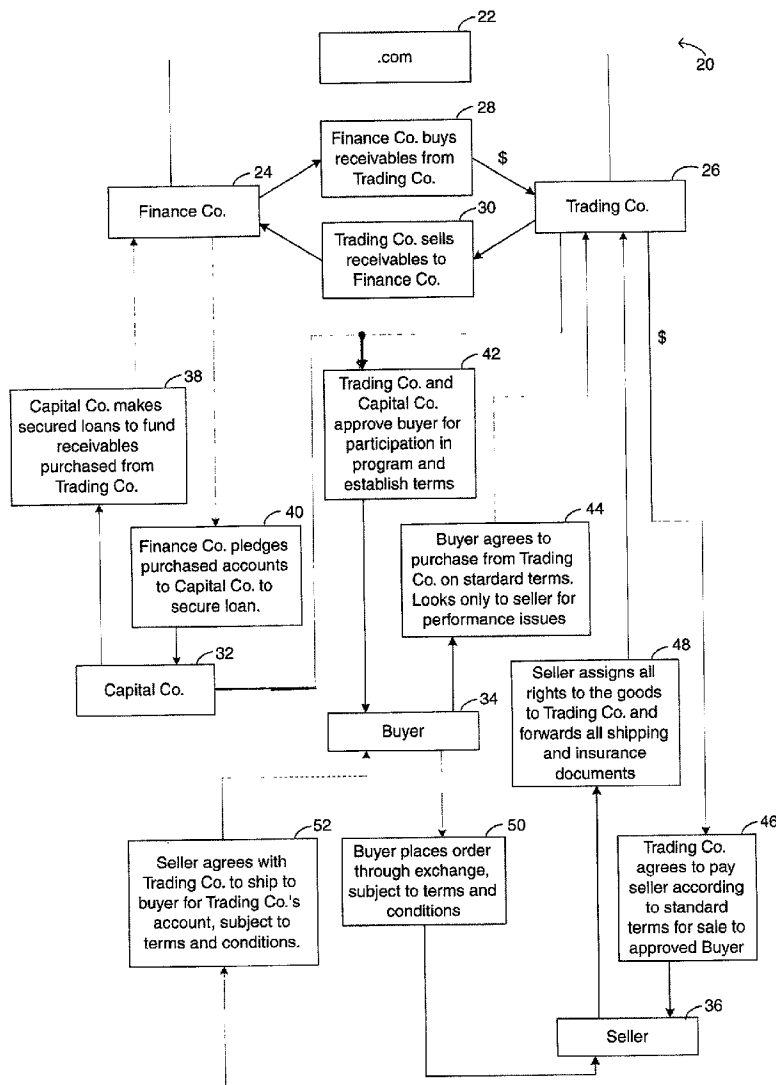 22
.com
20
28
Finance Co. buys
receivables from
Trading Co.
$
24
Finance Co.
26
Trading Co.
30
Trading Co. sells
receivables to
Finance Co.
$
38
Capital Co. makes
secured loans to fund
receivables
purchased from
Trading Co.
42
Trading Co. and
Capital Co.
approve buyer for
participation in
program and
establish terms
40
Finance Co. pledges
purchased accounts
to Capital Co. to
secure loan.
44
Buyer agrees to
purchase from Trading
Co. on stardard terms.
Looks only to seller for
performance issues
32
Capital Co.
34
Buyer
48
Seller assigns all
rights to the goods
to Trading Co. and
forwards all shipping
and insurance
documents
52
Seller agrees with
Trading Co. to ship to
buyer for Trading Co.'s
account, subject to
terms and conditions.
50
Buyer places order
through exchange,
subject to terms and
conditions
46
Trading Co.
agrees to pay
seller according
to standard
terms for sale to
approved Buyer
36
Seller